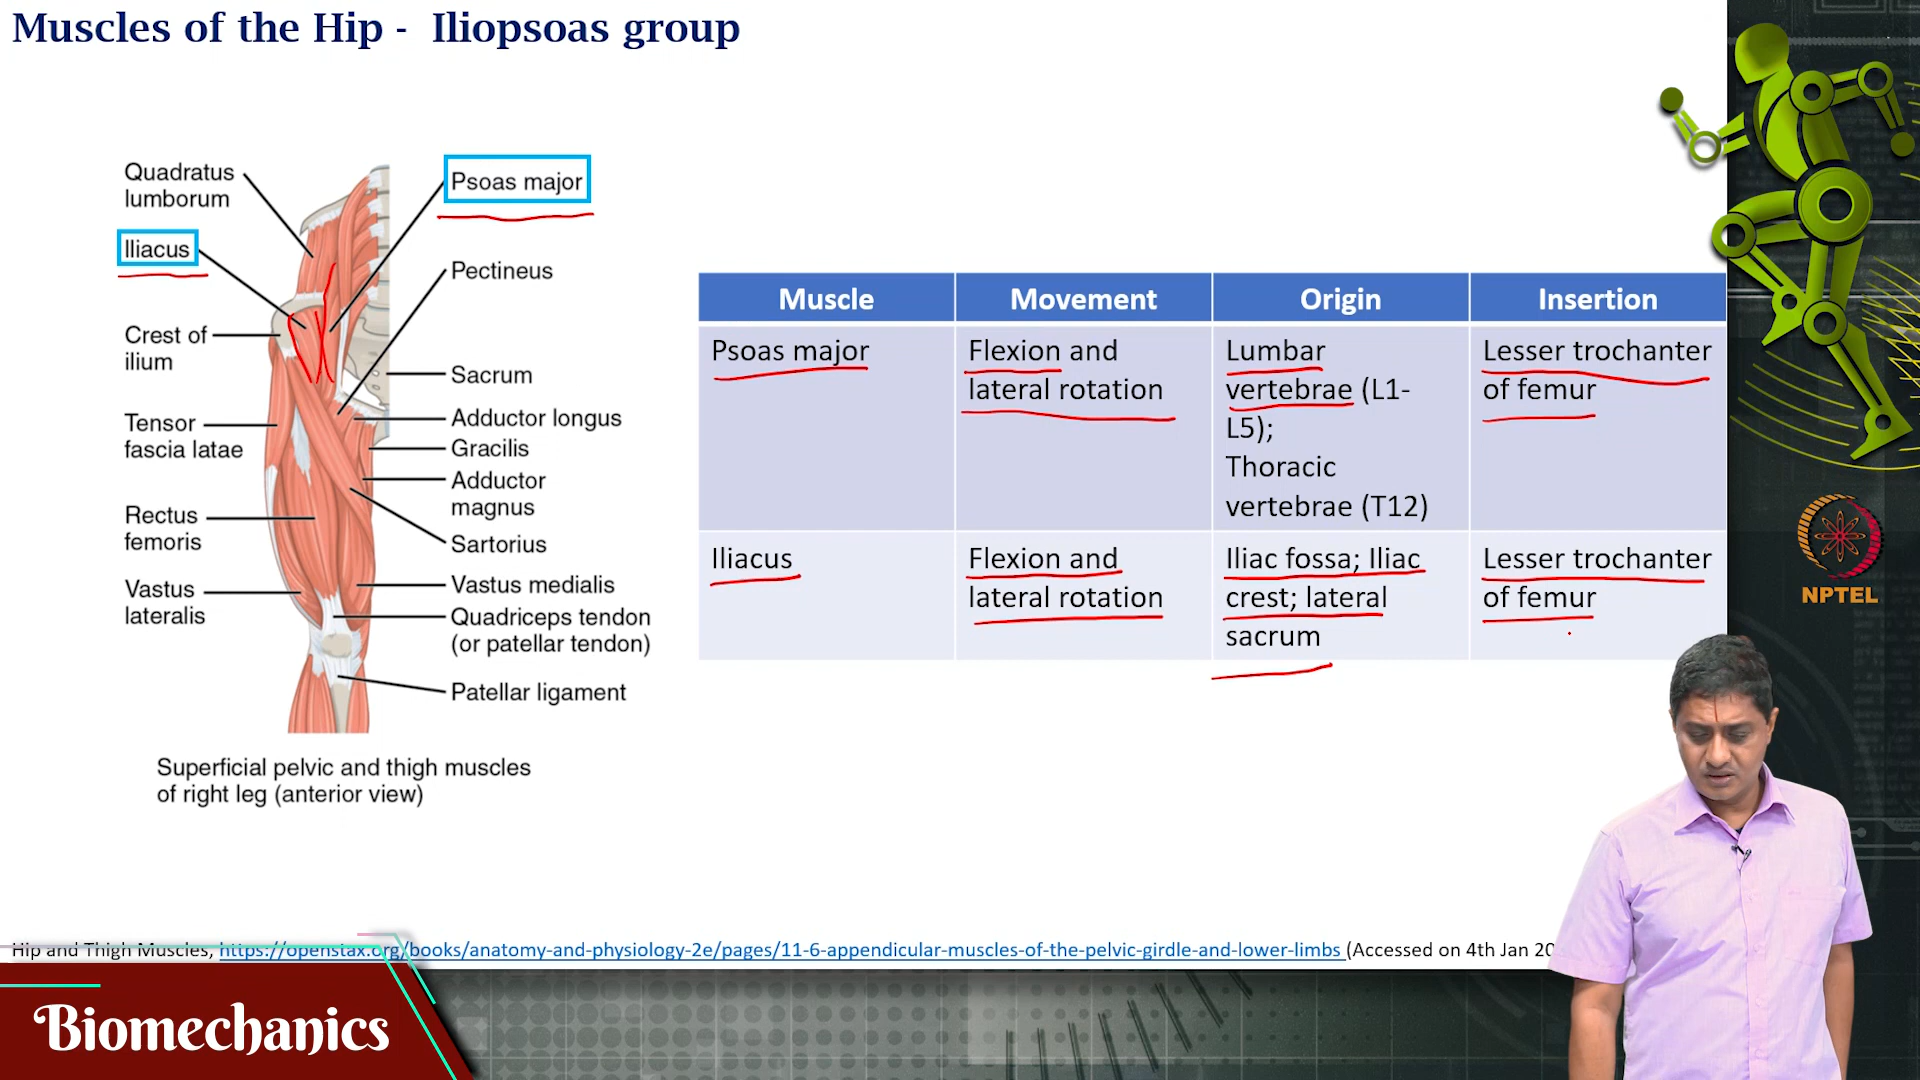 Muscles of the Hip - Iliopsoas group
Quadratus
lumborum
Psoas major
Iliacus
Pectineus
Crest of
ilium
Sacrum
Tensor
fascia latae
Adductor longus
Gracilis
Adductor
magnus
Rectus
femoris
Sartorius
Vastus
lateralis
Vastus medialis
Quadriceps tendon
(or patellar tendon)
Patellar ligament
Superficial pelvic and thigh muscles
of right leg (anterior view)
Muscle Movement Origin Insertion
Psoas major
Flexion and
lateral rotation
Lumbar
vertebrae (L1-
L5);
Thoracic
vertebrae (T12)
Lesser trochanter
of femur
Iliacus
Flexion and
lateral rotation
Iliac fossa; Iliac
crest; lateral
sacrum
Lesser trochanter
of femur
NPTEL
Hip and Thigh Muscles, https://openstax.org/books/anatomy-and-physiology-2e/pages/11-6-appendicular-muscles-of-the-pelvic-girdle-and-lower-limbs (Accessed on 4th Jan 20
Biomechanics